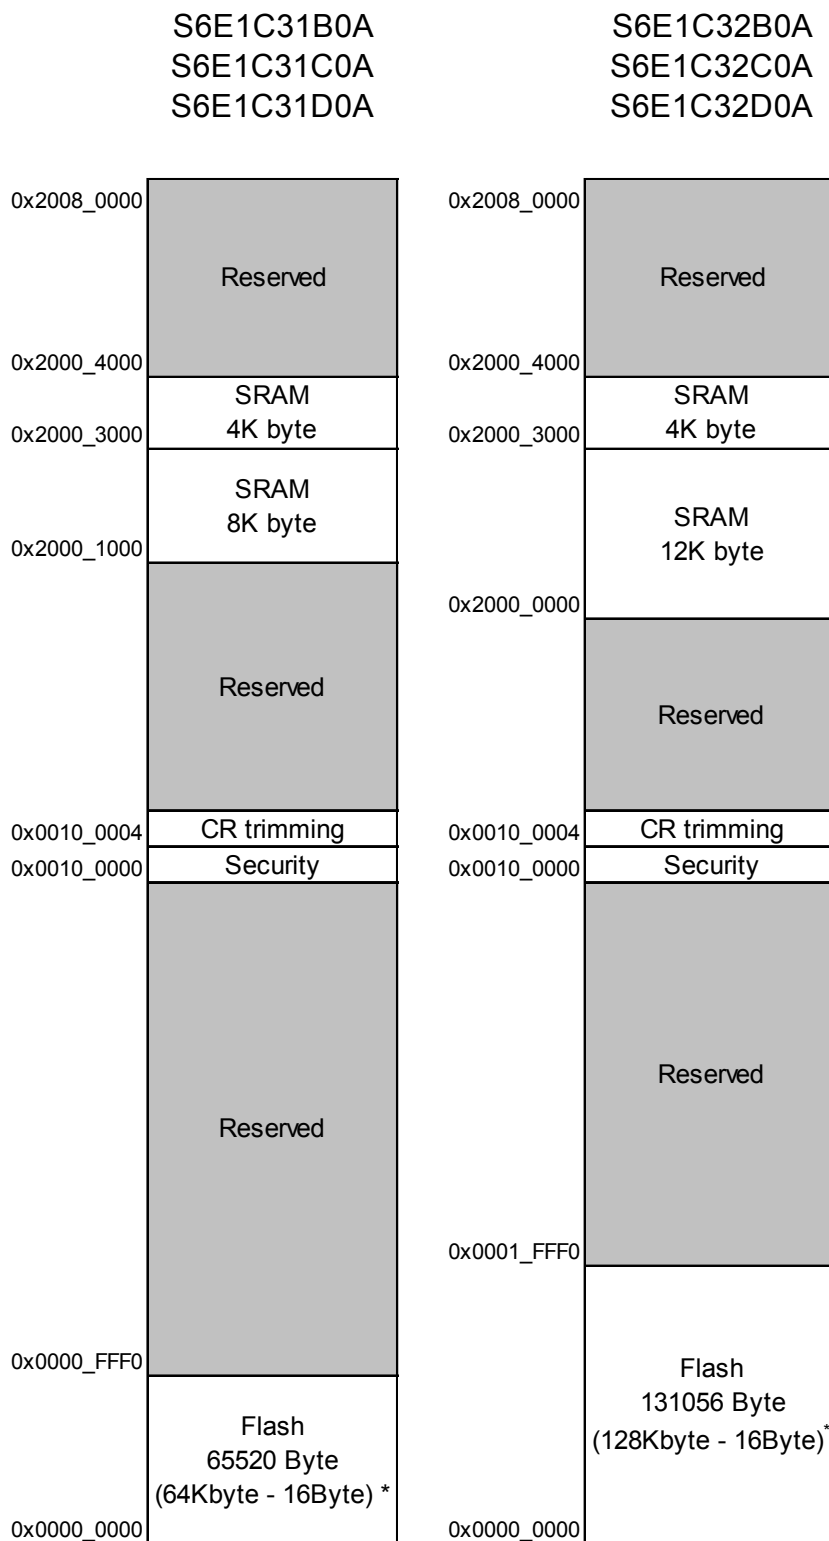 S6E1C31B0A
S6E1C31C0A
S6E1C31D0A
0x2008_0000
Reserved
0x2000_4000
SRAM
4K byte
0x2000_3000
SRAM
8K byte
0x2000_1000
Reserved
0x0010_0004
CR trimming
0x0010_0000
Security
Reserved
0x0000_FFF0
Flash
65520 Byte
(64Kbyte - 16Byte) *
0x0000_0000
S6E1C32B0A
S6E1C32C0A
S6E1C32D0A
0x2008_0000
Reserved
0x2000_4000
SRAM
4K byte
0x2000_3000
SRAM
12K byte
0x2000_0000
Reserved
0x0010_0004
CR trimming
0x0010_0000
Security
Reserved
0x0001_FFF0
Flash
131056 Byte
(128Kbyte - 16Byte)*
0x0000_0000